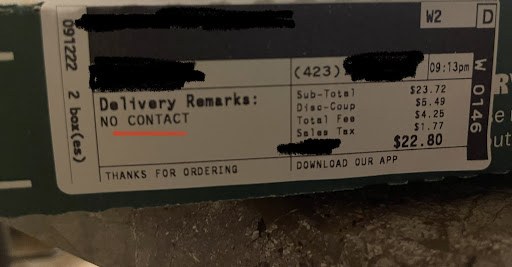 W2
D
091222 2 box(es)
(423)
09:13pm
W 0146
Delivery Remarks:
NO CONTACT
Sub-Total $23.72
Disc-Coup $5.49
Total Fee $4.25
Sales Tax $1.77
$22.80
THANKS FOR ORDERING
DOWNLOAD OUR APP